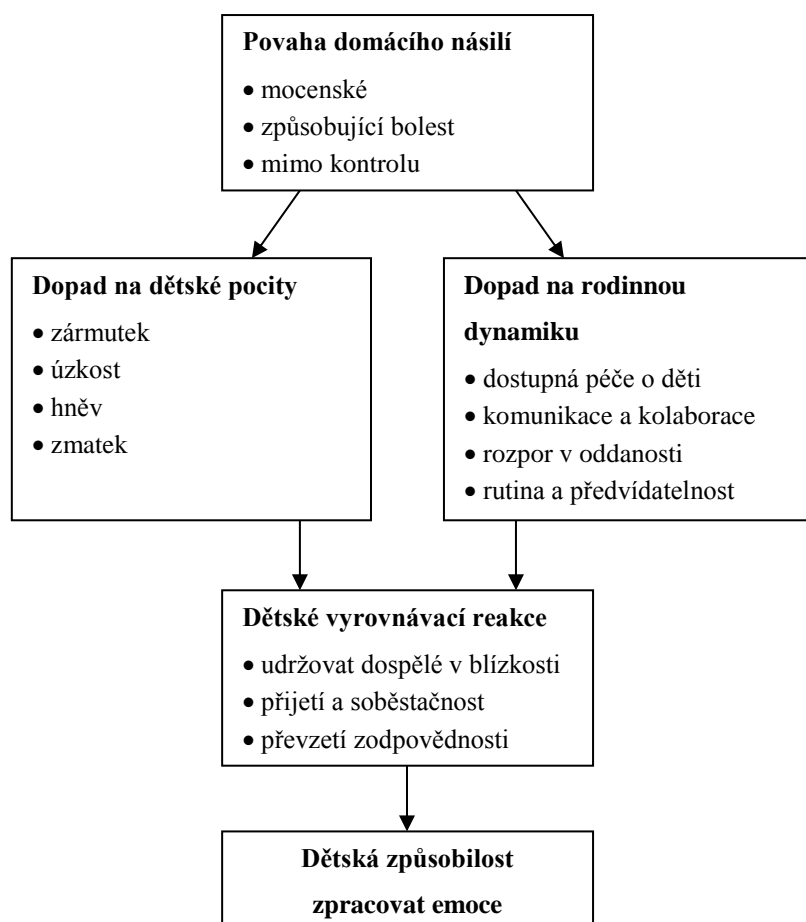 Povaha domácího násilí
• mocenské
• způsobující bolest
• mimo kontrolu
Dopad na dětské pocity
• zármutek
• úzkost
• hněv
• zmatek
Dopad na rodinnou
dynamiku
• dostupná péče o děti
• komunikace a kolaborace
• rozpor v oddanosti
• rutina a předvídatelnost
Dětské vyrovnávací reakce
• udržovat dospělé v blízkosti
• přijetí a soběstačnost
• převzetí zodpovědnosti
Dětská způsobilost
zpracovat emoce